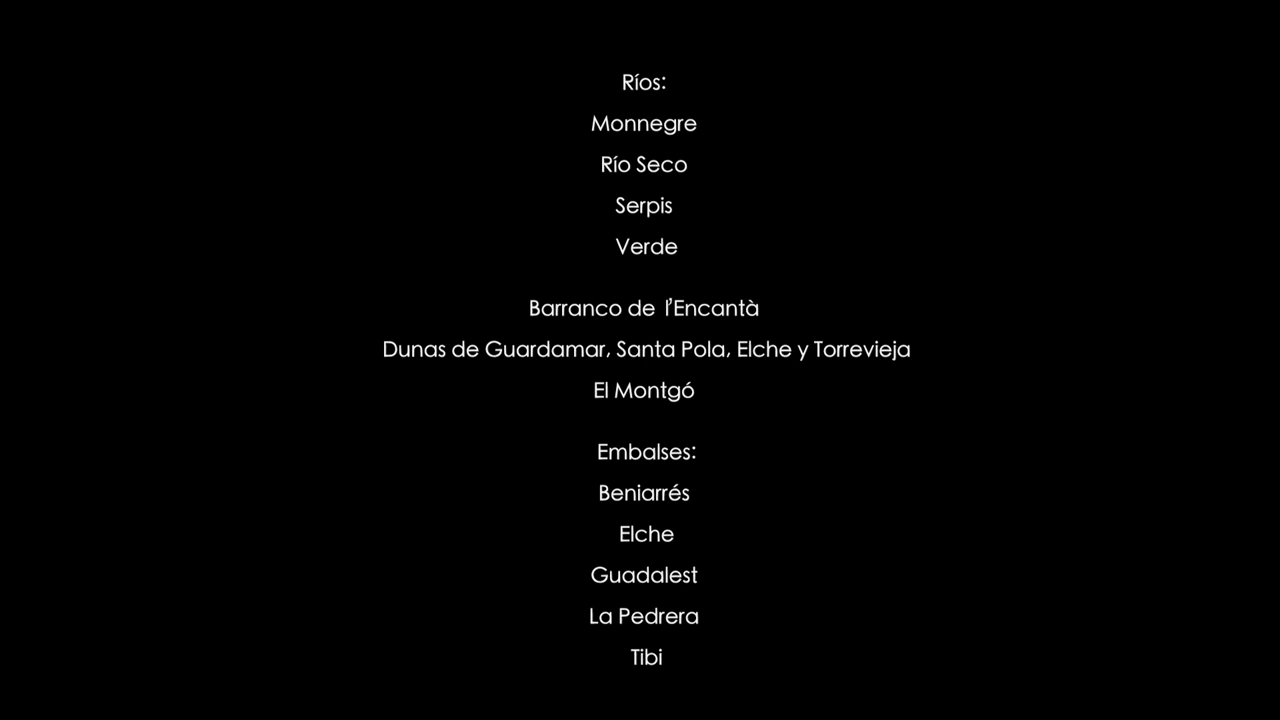 Ríos:
Monnegre
Río Seco
Serpis
Verde
Barranco de l'Encantà
Dunas de Guardamar, Santa Pola, Elche y Torrevieja
El Montgó
Embalses:
Beniarrés
Elche
Guadalest
La Pedrera
Tibi